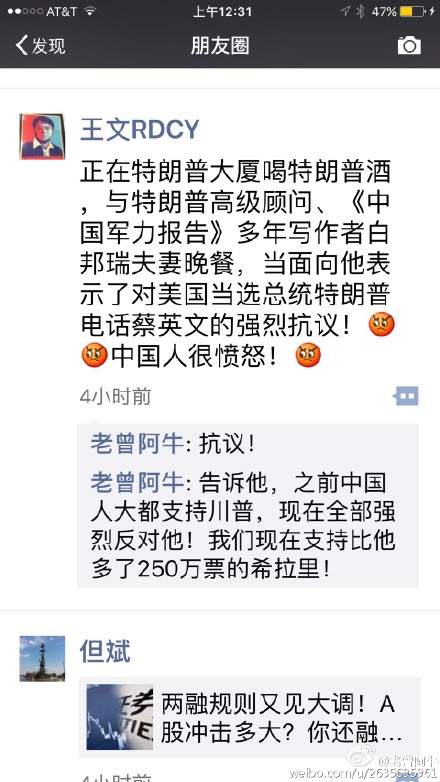 AT&T 上午12:31 47%
发现 朋友圈
王文RDCY
正在特朗普大厦喝特朗普酒
，与特朗普高级顾问、《中
国军力报告》多年写作者白
邦瑞夫妻晚餐，当面向他表
示了对美国当选总统特朗普
电话蔡英文的强烈抗议！
中国人很愤怒！
4小时前
老曾阿牛: 抗议！
老曾阿牛: 告诉他，之前中国
人大都支持川普，现在全部强
烈反对他！我们现在支持比他
多了250万票的希拉里！
但斌
两融规则又见大调！A
股冲击多大？你还融...
4小时前
@老曾阿牛
weibo.com/u/2635695961